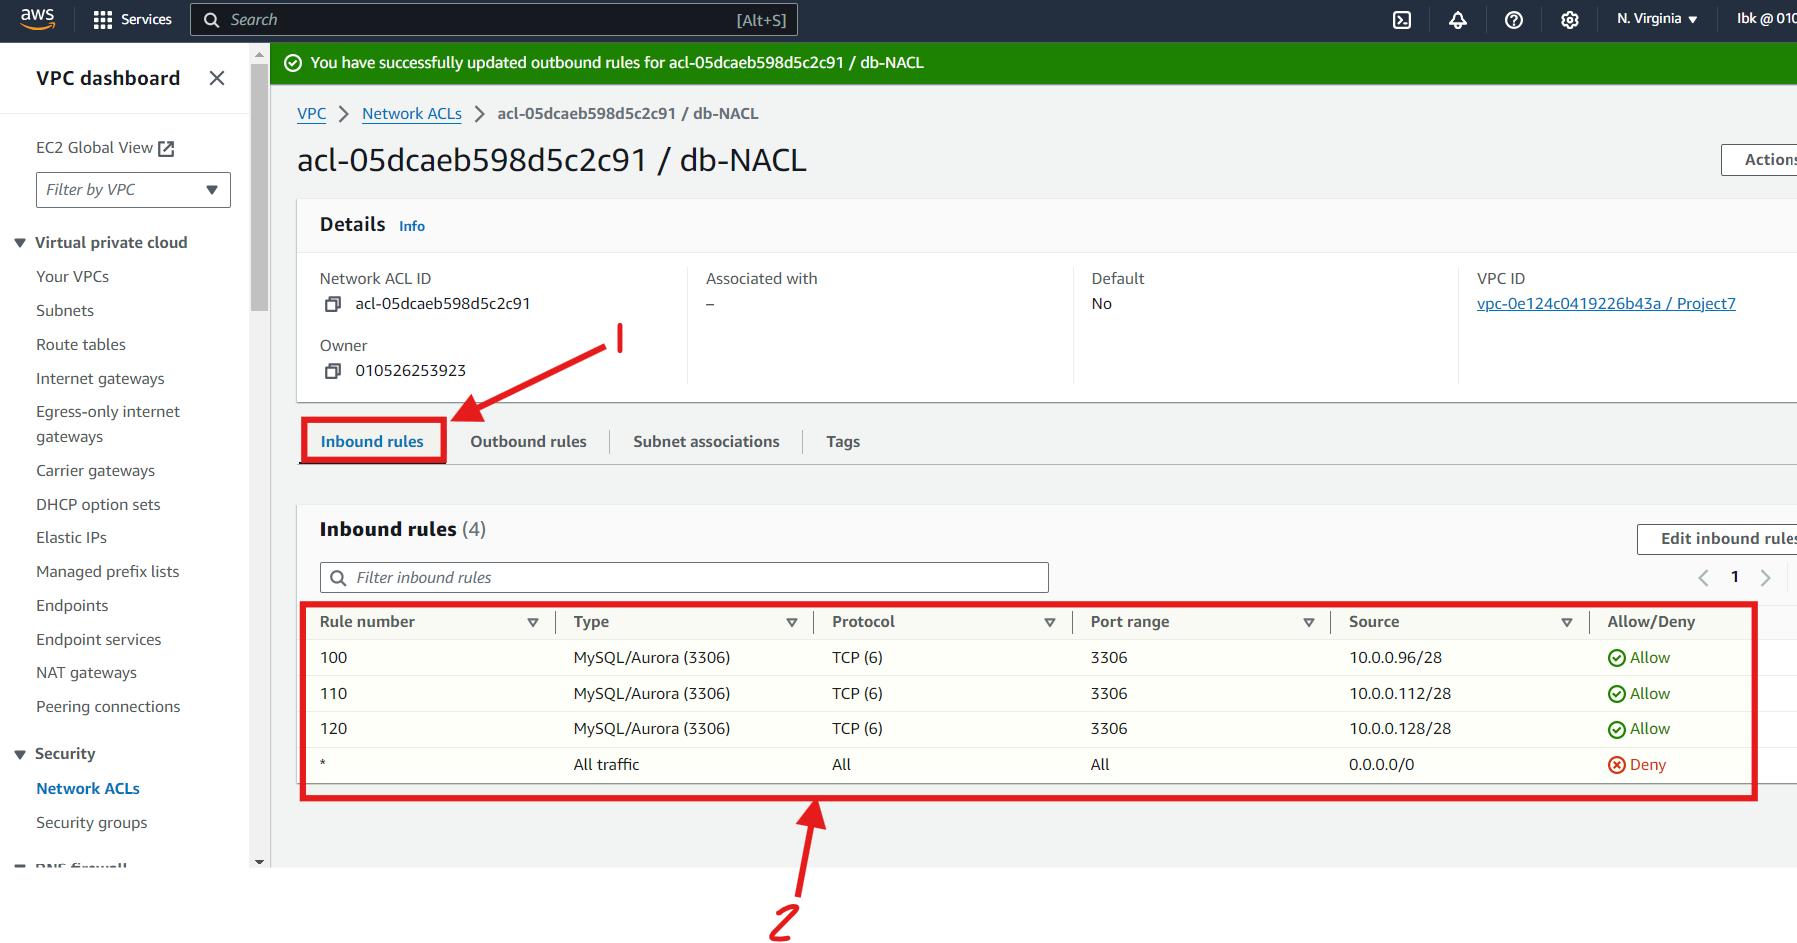 aws Services Search [Alt+S] N. Virginia Ibk @ 010
VPC dashboard
You have successfully updated outbound rules for acl-05dcaeb598d5c2c91 / db-NACL
EC2 Global View
Filter by VPC
Virtual private cloud
Your VPCs
Subnets
Route tables
Internet gateways
Egress-only internet
gateways
Carrier gateways
DHCP option sets
Elastic IPs
Managed prefix lists
Endpoints
Endpoint services
NAT gateways
Peering connections
Security
Network ACLs
Security groups
DNS firewall
VPC Network ACLs acl-05dcaeb598d5c2c91 / db-NACL
acl-05dcaeb598d5c2c91 / db-NACL
Actions
Details Info
Network ACL ID
acl-05dcaeb598d5c2c91
Associated with
–
Default
No
VPC ID
vpc-0e124c0419226b43a / Project7
Owner
010526253923
1
Inbound rules Outbound rules Subnet associations Tags
Inbound rules (4)
Edit inbound rules
Filter inbound rules
1
Rule number Type Protocol Port range Source Allow/Deny
100 MySQL/Aurora (3306) TCP (6) 3306 10.0.0.96/28 Allow
110 MySQL/Aurora (3306) TCP (6) 3306 10.0.0.112/28 Allow
120 MySQL/Aurora (3306) TCP (6) 3306 10.0.0.128/28 Allow
* All traffic All All 0.0.0.0/0 Deny
2